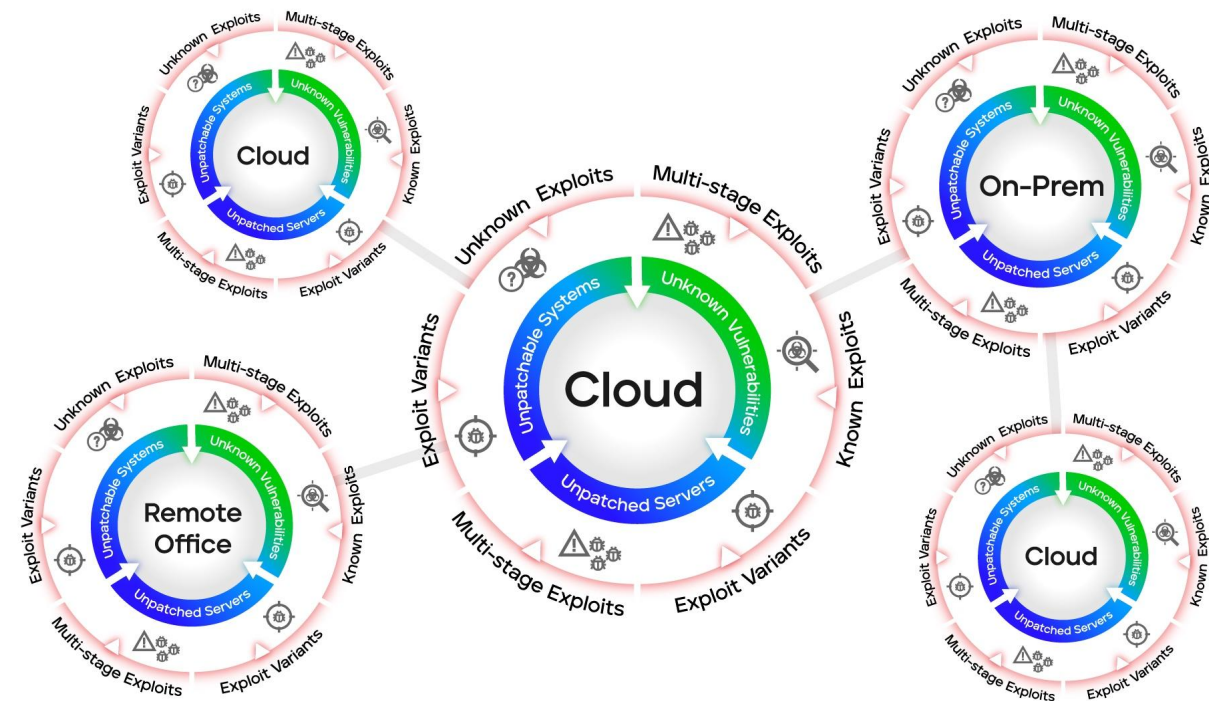 Unknown Exploits
Multi-stage Exploits
Known Exploits
Exploit Variants
Multi-stage Exploits
Exploit Variants
Unpatchable Systems
Unknown Vulnerabilities
Unpatched Servers
Cloud
?
Unknown Exploits
Multi-stage Exploits
Known Exploits
Exploit Variants
Multi-stage Exploits
Exploit Variants
Unpatchable Systems
Unknown Vulnerabilities
Unpatched Servers
On-Prem
?
Unknown Exploits
Multi-stage Exploits
Known Exploits
Exploit Variants
Multi-stage Exploits
Exploit Variants
Unpatchable Systems
Unknown Vulnerabilities
Unpatched Servers
Cloud
?
Unknown Exploits
Multi-stage Exploits
Known Exploits
Exploit Variants
Multi-stage Exploits
Exploit Variants
Unpatchable Systems
Unknown Vulnerabilities
Unpatched Servers
Remote
Office
?
Unknown Exploits
Multi-stage Exploits
Known Exploits
Exploit Variants
Multi-stage Exploits
Exploit Variants
Unpatchable Systems
Unknown Vulnerabilities
Unpatched Servers
Cloud
?